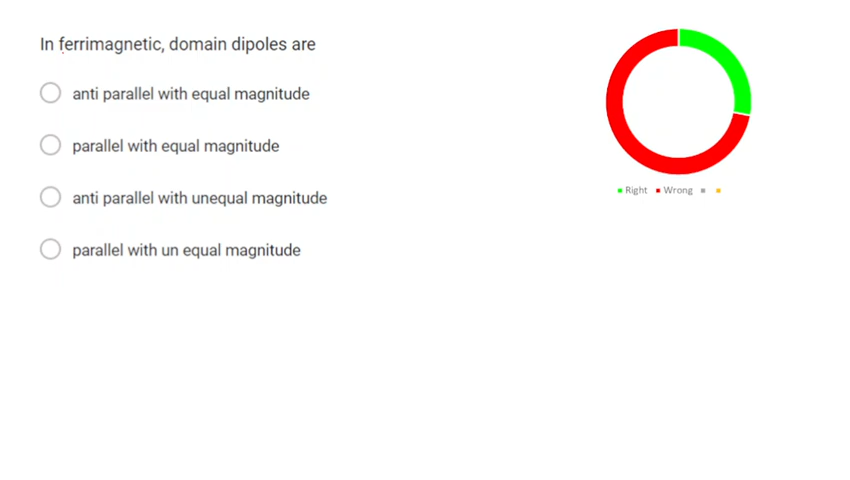 In ferrimagnetic, domain dipoles are
anti parallel with equal magnitude
parallel with equal magnitude
anti parallel with unequal magnitude
parallel with un equal magnitude
Right Wrong